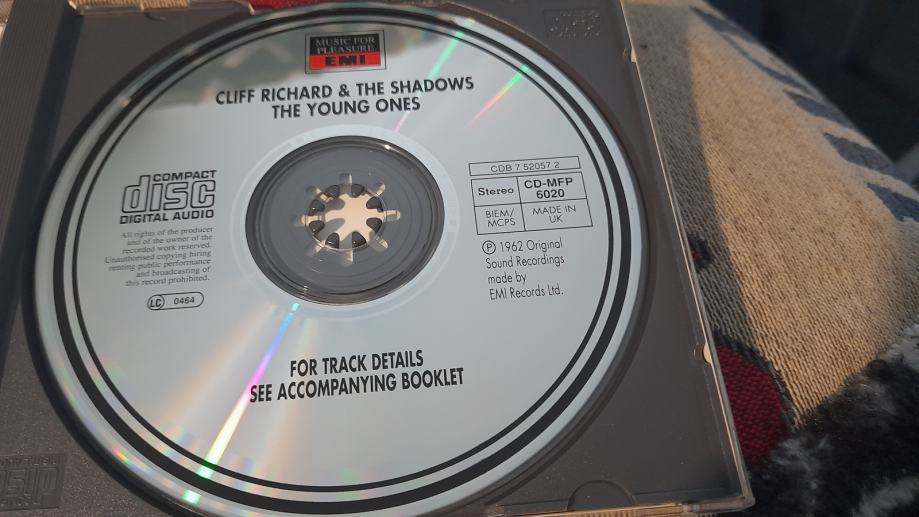 MUSIC FOR
PLEASURE
EMI
CLIFF RICHARD & THE SHADOWS
THE YOUNG ONES
COMPACT
disc
DIGITAL AUDIO
All rights of the producer
and of the owner of the
recorded work reserved.
Unauthorised copying hiring
renting public performance
and broadcasting of
this record prohibited.
LC 0464
CDB 7 52057 2
Stereo
CD-MFP
6020
BIEM/
MCPS
MADE IN
UK
Ⓟ 1962 Original
Sound Recordings
made by
EMI Records Ltd.
FOR TRACK DETAILS
SEE ACCOMPANYING BOOKLET